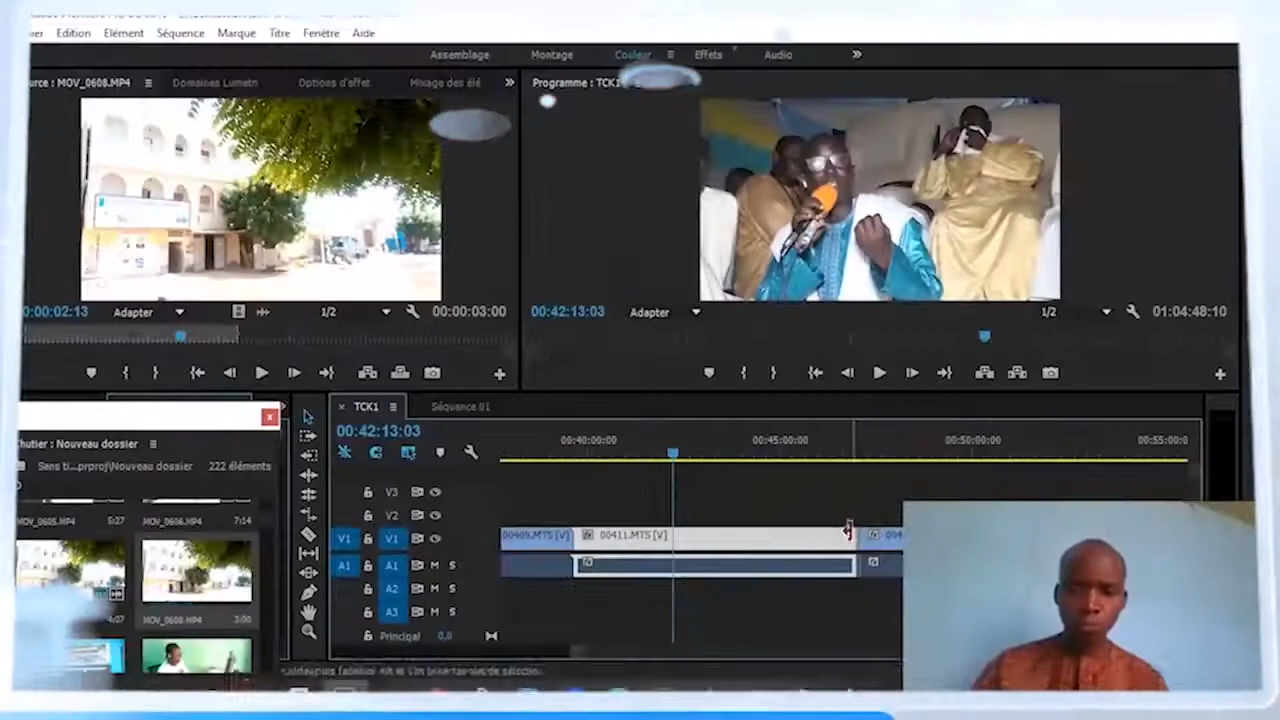 Edition Elément Séquence Marque Titre Fenêtre Aide
Assemblage Montage Couleur Effets Audio
: MOV_0608.MP4 Domaines Lumetri Options d'effet Mixage des élé
Programme : TCK1
00:00:02:13 Adapter 1/2 00:00:03:00
00:42:13:03 Adapter 1/2 01:04:48:10
TCK1 Séquence 01
00:42:13:03
00:40:00:00 00:45:00:00 00:50:00:00 00:55:00:0
: Nouveau dossier
Sans ti...prproj\Nouveau dossier 222 éléments
MOV_0605.MP4 5:27 MOV_0606.MP4 7:14
4:07 MOV_0608.MP4 3:00
V3
V2
V1 V1 00409.MTS [V] 00411.MTS [V] 004
A1 A1 M S
A2 M S
A3 M S
Principal 0,0